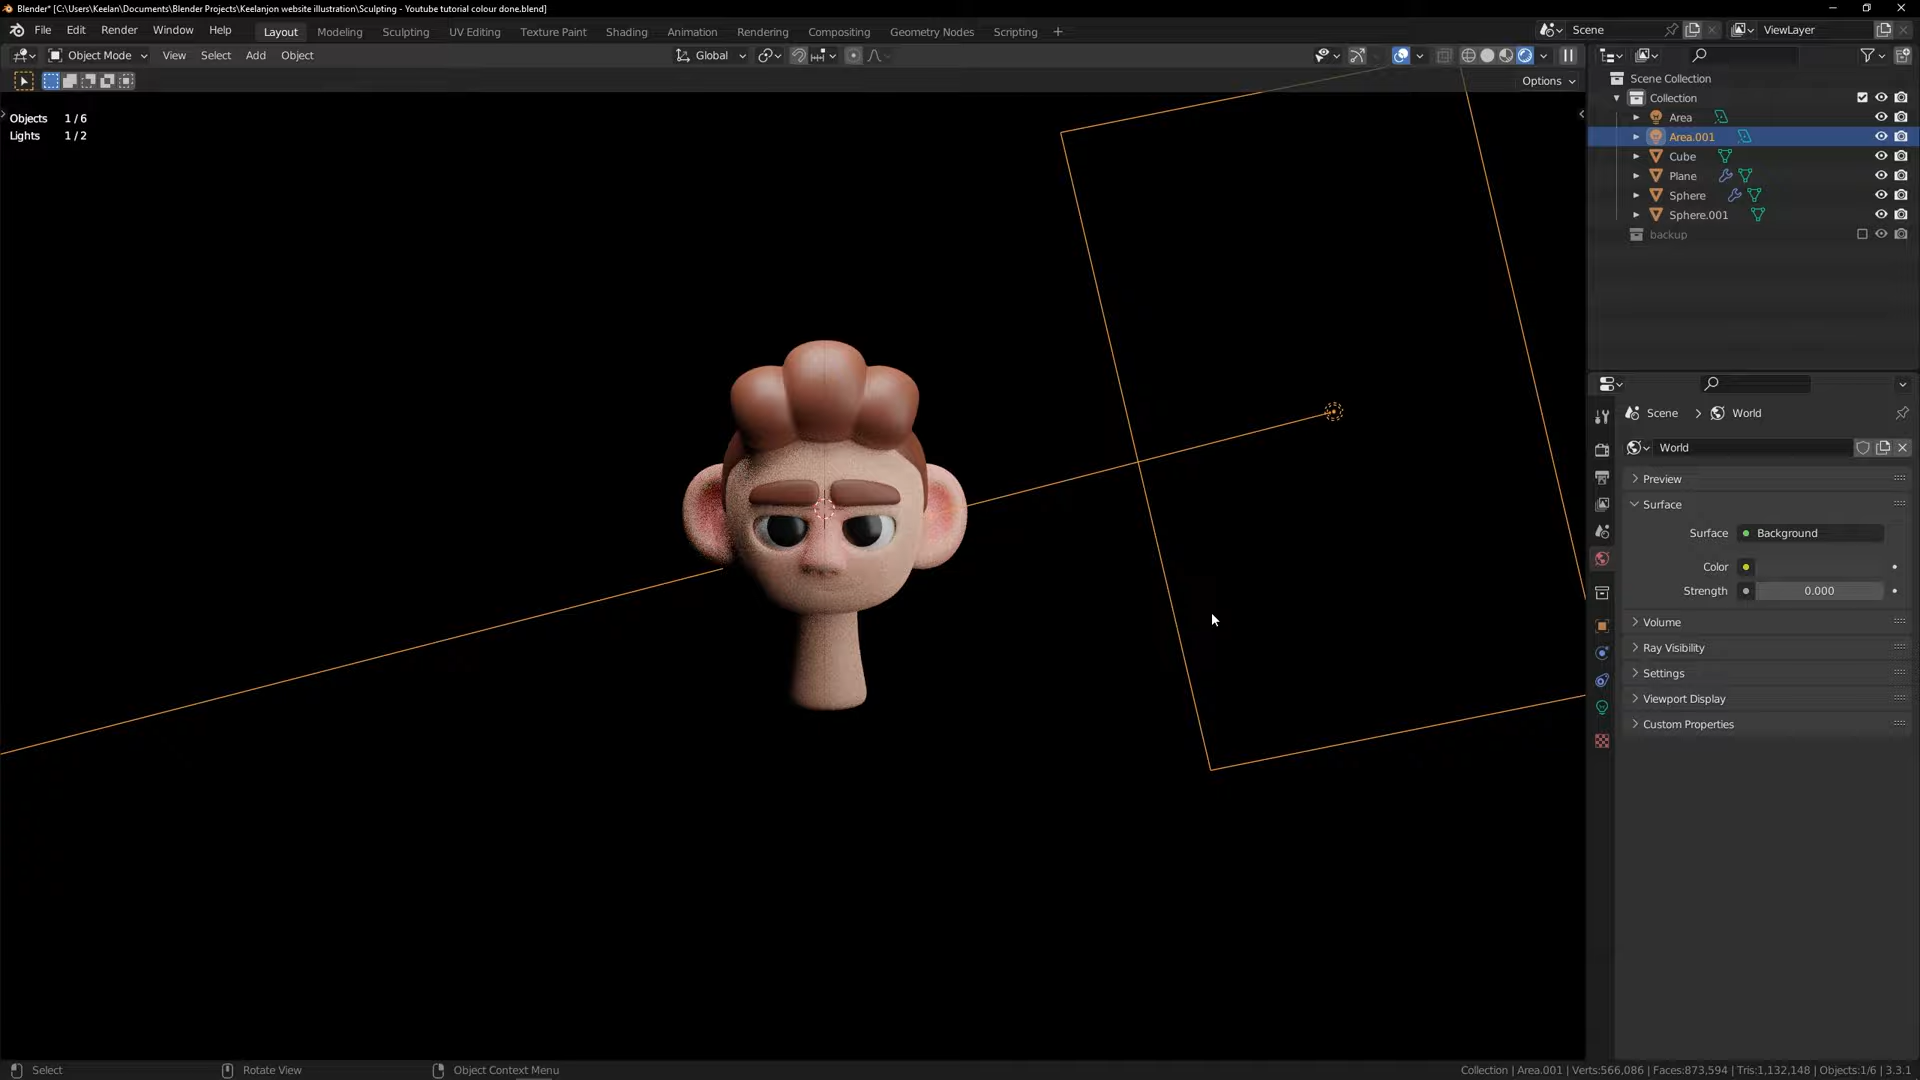 Blender* [C:\Users\Keelan\Documents\Blender Projects\Keelanjon website illustration\Sculpting - Youtube tutorial colour done.blend]
File Edit Render Window Help Layout Modeling Sculpting UV Editing Texture Paint Shading Animation Rendering Compositing Geometry Nodes Scripting + Scene ViewLayer
Object Mode View Select Add Object Global
Options
Objects 1 / 6
Lights 1 / 2
Scene Collection
Collection
Area
Area.001
Cube
Plane
Sphere
Sphere.001
backup
Scene > World
World
Preview
Surface
Surface Background
Color
Strength 0.000
Volume
Ray Visibility
Settings
Viewport Display
Custom Properties
Select Rotate View Object Context Menu Collection | Area.001 | Verts:566,086 | Faces:873,594 | Tris:1,132,148 | Objects:1/6 | 3.3.1